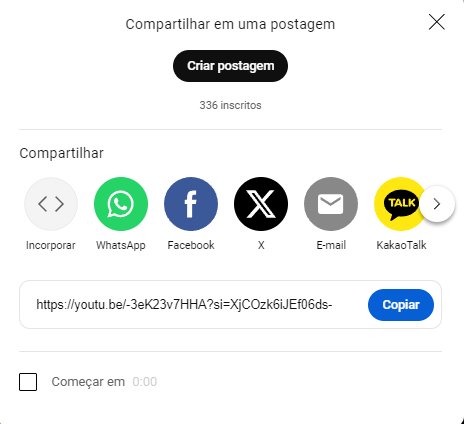 Compartilhar em uma postagem
Criar postagem
336 inscritos
Compartilhar
TALK
Incorporar WhatsApp Facebook X E-mail KakaoTalk
https://youtu.be/-3eK23v7HHA?si=XjCOzk6iJEf06ds- Copiar
Começar em 0:00